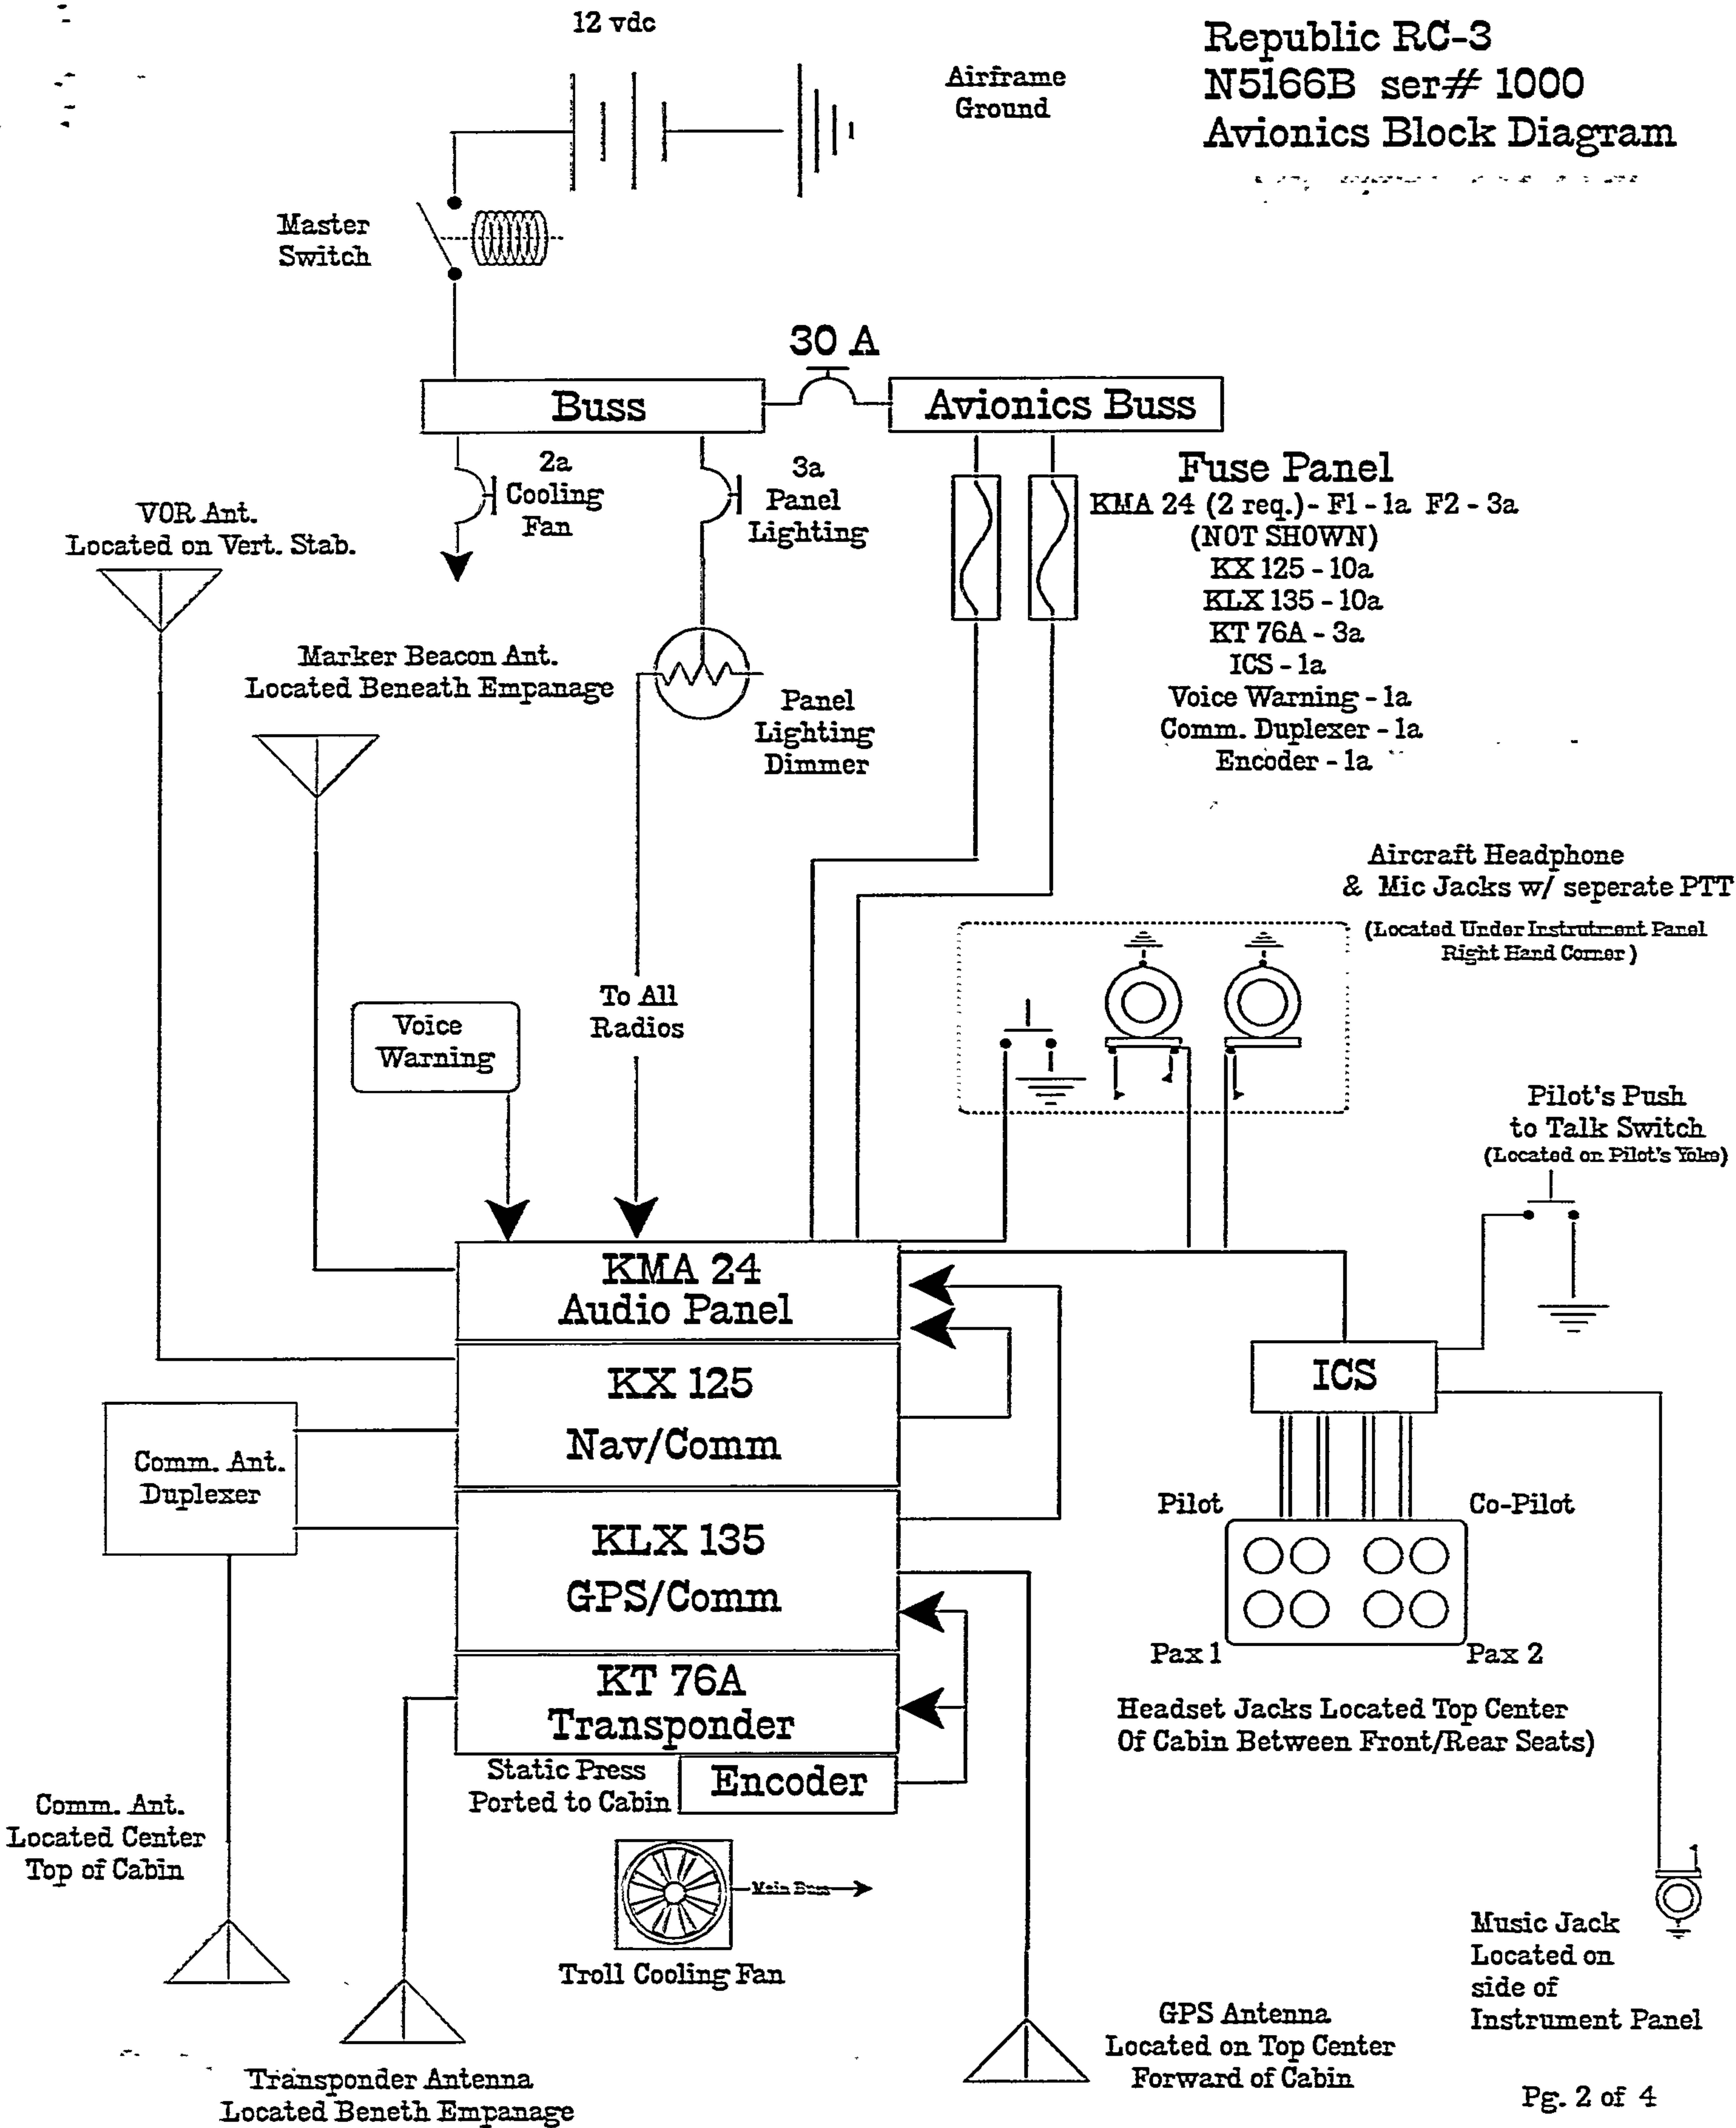 12 vdc
Airframe
Ground
Republic RC-3
N5166B ser# 1000
Avionics Block Diagram
Master
Switch
30 A
Buss
Avionics Buss
2a
Cooling
Fan
3a
Panel
Lighting
Fuse Panel
KMA 24 (2 req.)- F1 - 1a F2 - 3a
(NOT SHOWN)
KX 125 - 10a
KLX 135 - 10a
KT 76A - 3a
ICS - 1a
Voice Warning - 1a
Comm. Duplexer - 1a
Encoder - 1a
VOR Ant.
Located on Vert. Stab.
Marker Beacon Ant.
Located Beneath Empanage
Panel
Lighting
Dimmer
Aircraft Headphone
& Mic Jacks w/ seperate PTT
(Located Under Instrutment Panel
Right Hand Corner)
To All
Radios
Voice
Warning
Pilot's Push
to Talk Switch
(Located on Pilot's Yoke)
KMA 24
Audio Panel
KX 125
Nav/Comm
ICS
Comm. Ant.
Duplexer
KLX 135
GPS/Comm
Pilot
Co-Pilot
Pax 1
Pax 2
KT 76A
Transponder
Headset Jacks Located Top Center
Of Cabin Between Front/Rear Seats)
Static Press
Ported to Cabin
Encoder
Comm. Ant.
Located Center
Top of Cabin
Main Buss
Troll Cooling Fan
Music Jack
Located on
side of
Instrument Panel
GPS Antenna
Located on Top Center
Forward of Cabin
Transponder Antenna
Located Beneth Empanage
Pg. 2 of 4